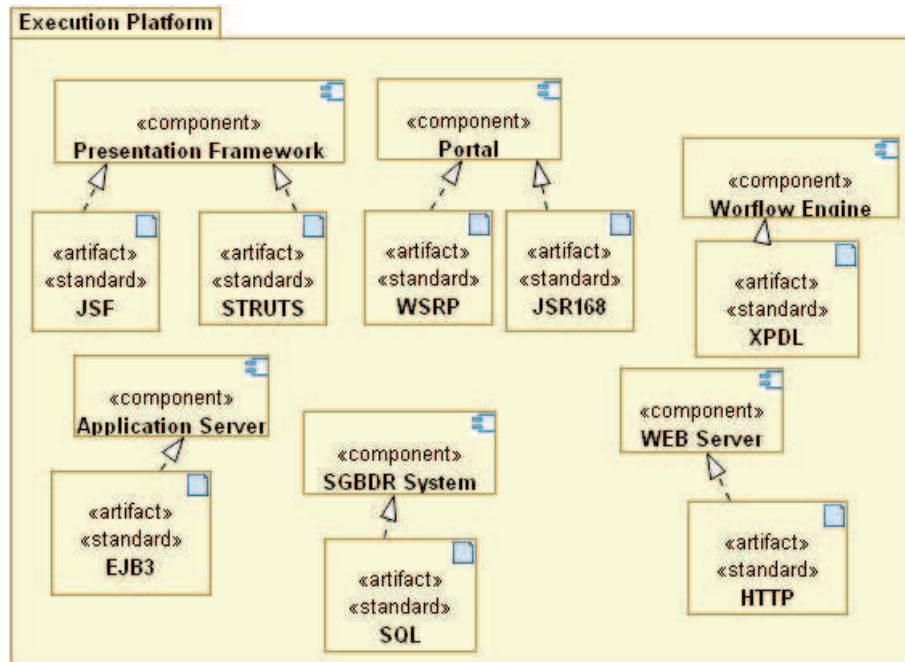 Execution Platform
«component»
Presentation Framework
«component»
Portal
«component»
Worflow Engine
«artifact»
«standard»
JSF
«artifact»
«standard»
STRUTS
«artifact»
«standard»
WSRP
«artifact»
«standard»
JSR168
«artifact»
«standard»
XPDL
«component»
Application Server
«component»
SGBDR System
«component»
WEB Server
«artifact»
«standard»
EJB3
«artifact»
«standard»
SQL
«artifact»
«standard»
HTTP